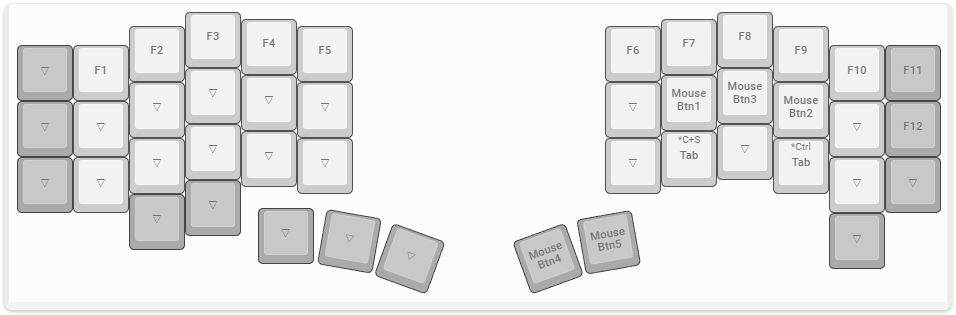 F1 F2 F3 F4 F5 F6 F7 F8 F9 F10 F11
▽ ▽ ▽ ▽ ▽ ▽ ▽ Mouse Btn1 Mouse Btn3 Mouse Btn2 ▽ F12
▽ ▽ ▽ ▽ ▽ ▽ ▽ *C+S Tab ▽ *Ctrl Tab ▽ ▽
▽ ▽ ▽ ▽ ▽ Mouse Btn4 Mouse Btn5 ▽